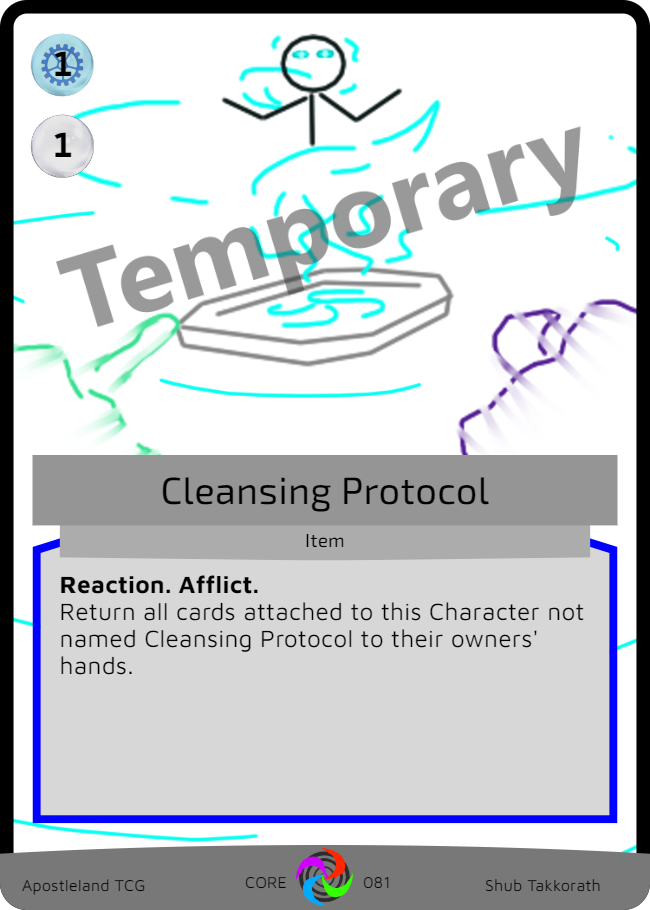 1
1
Temporary
Cleansing Protocol
Item
Reaction. Afflict.
Return all cards attached to this Character not
named Cleansing Protocol to their owners'
hands.
Apostleland TCG
CORE
081
Shub Takkorath